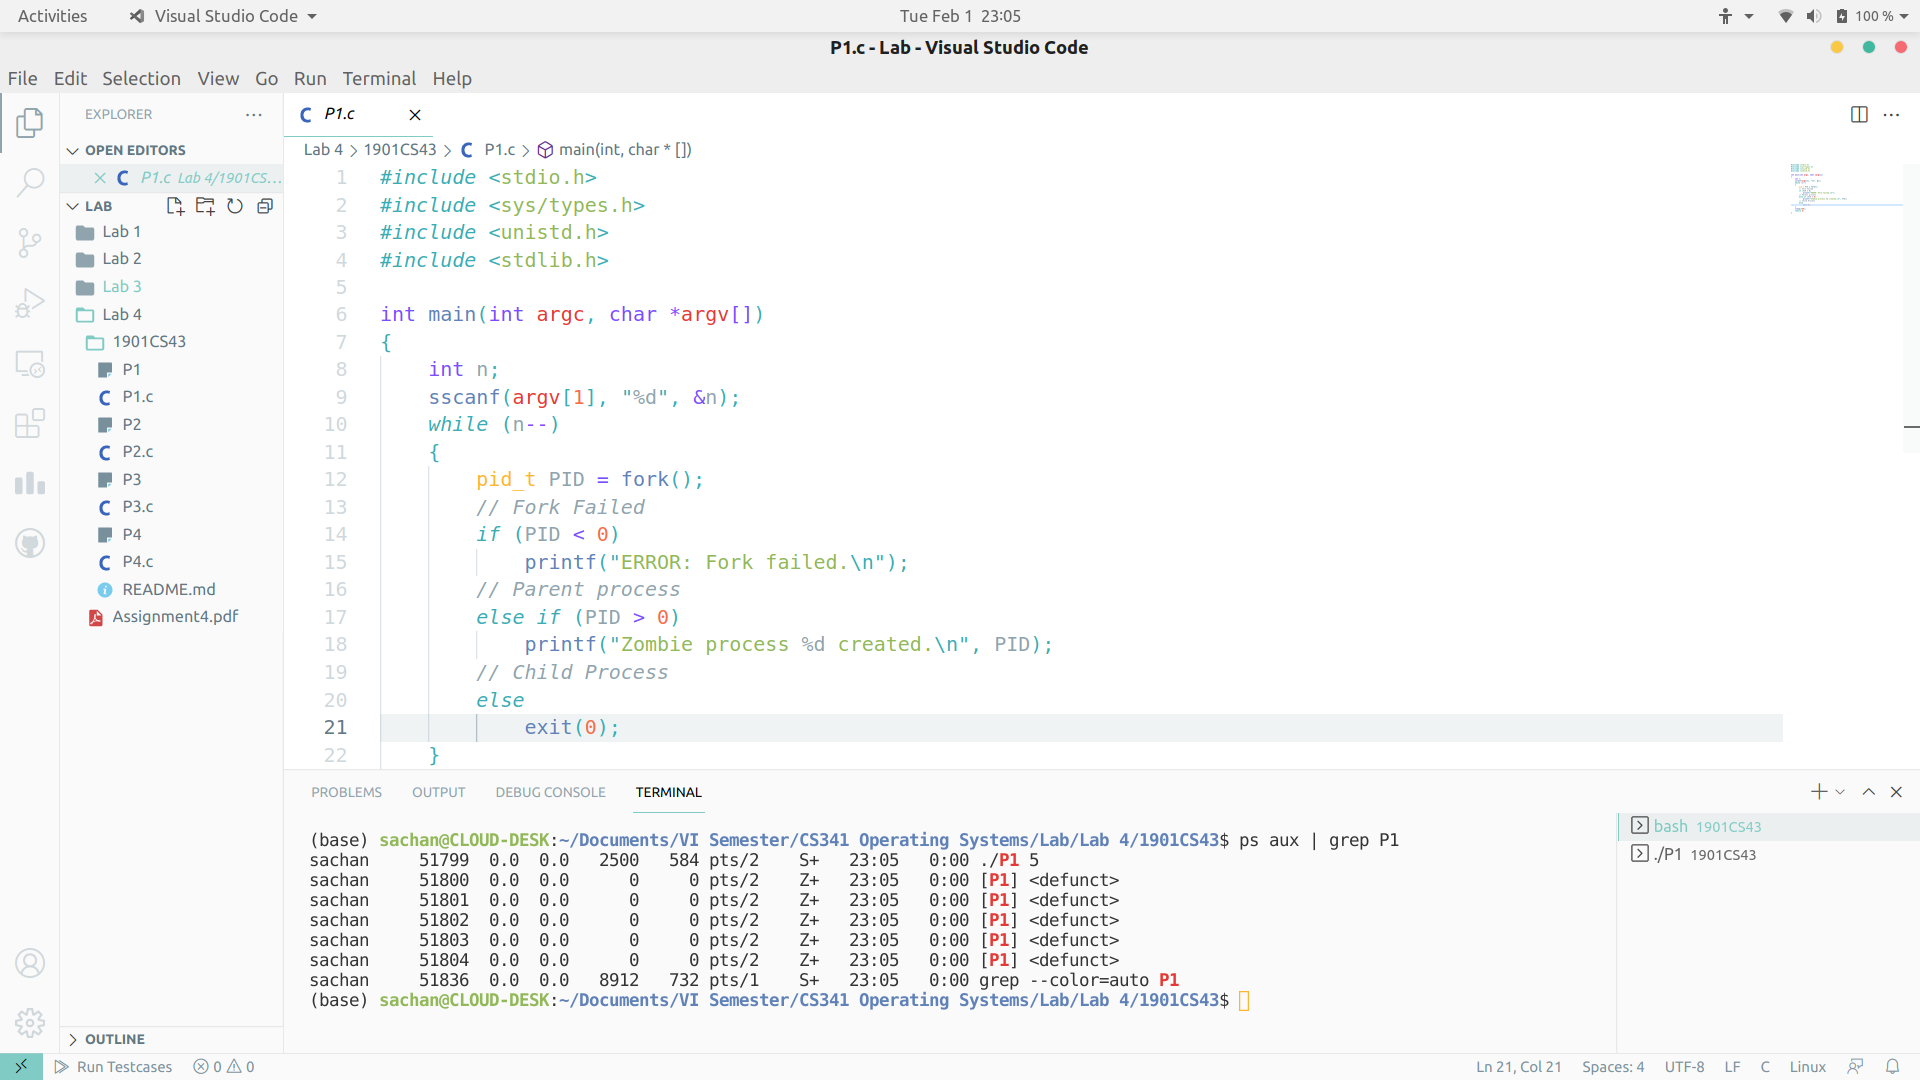 Activities Visual Studio Code Tue Feb 1 23:05 100 %
P1.c - Lab - Visual Studio Code
File Edit Selection View Go Run Terminal Help
EXPLORER
OPEN EDITORS
P1.c Lab 4/1901CS...
LAB
Lab 1
Lab 2
Lab 3
Lab 4
1901CS43
P1
P1.c
P2
P2.c
P3
P3.c
P4
P4.c
README.md
Assignment4.pdf
OUTLINE
P1.c
Lab 4 > 1901CS43 > C P1.c > main(int, char * [])
1 #include <stdio.h>
2 #include <sys/types.h>
3 #include <unistd.h>
4 #include <stdlib.h>
5
6 int main(int argc, char *argv[])
7 {
8     int n;
9     sscanf(argv[1], "%d", &n);
10     while (n--)
11     {
12         pid_t PID = fork();
13         // Fork Failed
14         if (PID < 0)
15             printf("ERROR: Fork failed.\n");
16         // Parent process
17         else if (PID > 0)
18             printf("Zombie process %d created.\n", PID);
19         // Child Process
20         else
21             exit(0);
22     }
PROBLEMS OUTPUT DEBUG CONSOLE TERMINAL
(base) sachan@CLOUD-DESK:~/Documents/VI Semester/CS341 Operating Systems/Lab/Lab 4/1901CS43$ ps aux | grep P1
sachan     51799  0.0  0.0   2500   584 pts/2    S+   23:05   0:00 ./P1 5
sachan     51800  0.0  0.0      0     0 pts/2    Z+   23:05   0:00 [P1] <defunct>
sachan     51801  0.0  0.0      0     0 pts/2    Z+   23:05   0:00 [P1] <defunct>
sachan     51802  0.0  0.0      0     0 pts/2    Z+   23:05   0:00 [P1] <defunct>
sachan     51803  0.0  0.0      0     0 pts/2    Z+   23:05   0:00 [P1] <defunct>
sachan     51804  0.0  0.0      0     0 pts/2    Z+   23:05   0:00 [P1] <defunct>
sachan     51836  0.0  0.0   8912   732 pts/1    S+   23:05   0:00 grep --color=auto P1
(base) sachan@CLOUD-DESK:~/Documents/VI Semester/CS341 Operating Systems/Lab/Lab 4/1901CS43$
bash 1901CS43
./P1 1901CS43
Run Testcases 0 0 Ln 21, Col 21 Spaces: 4 UTF-8 LF C Linux